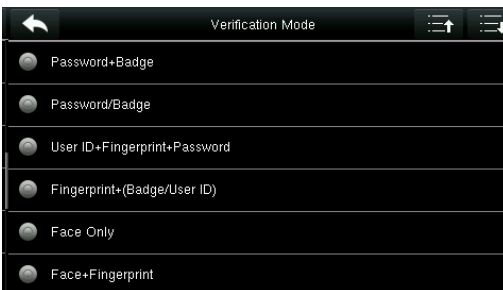 Verification Mode
Password+Badge
Password/Badge
User ID+Fingerprint+Password
Fingerprint+(Badge/User ID)
Face Only
Face+Fingerprint